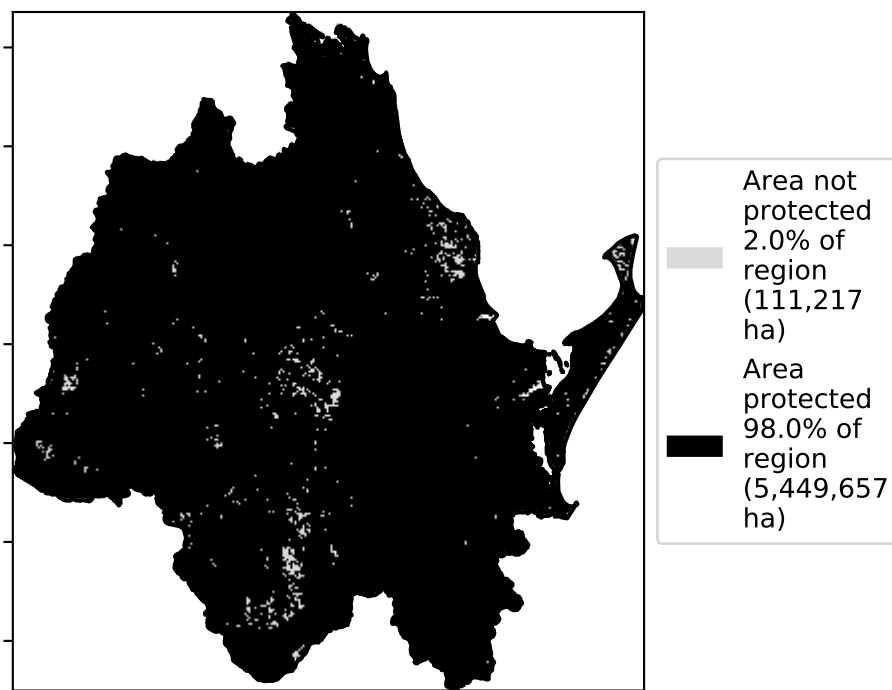 Area not
protected
2.0% of
region
(111,217
ha)
Area
protected
98.0% of
region
(5,449,657
ha)